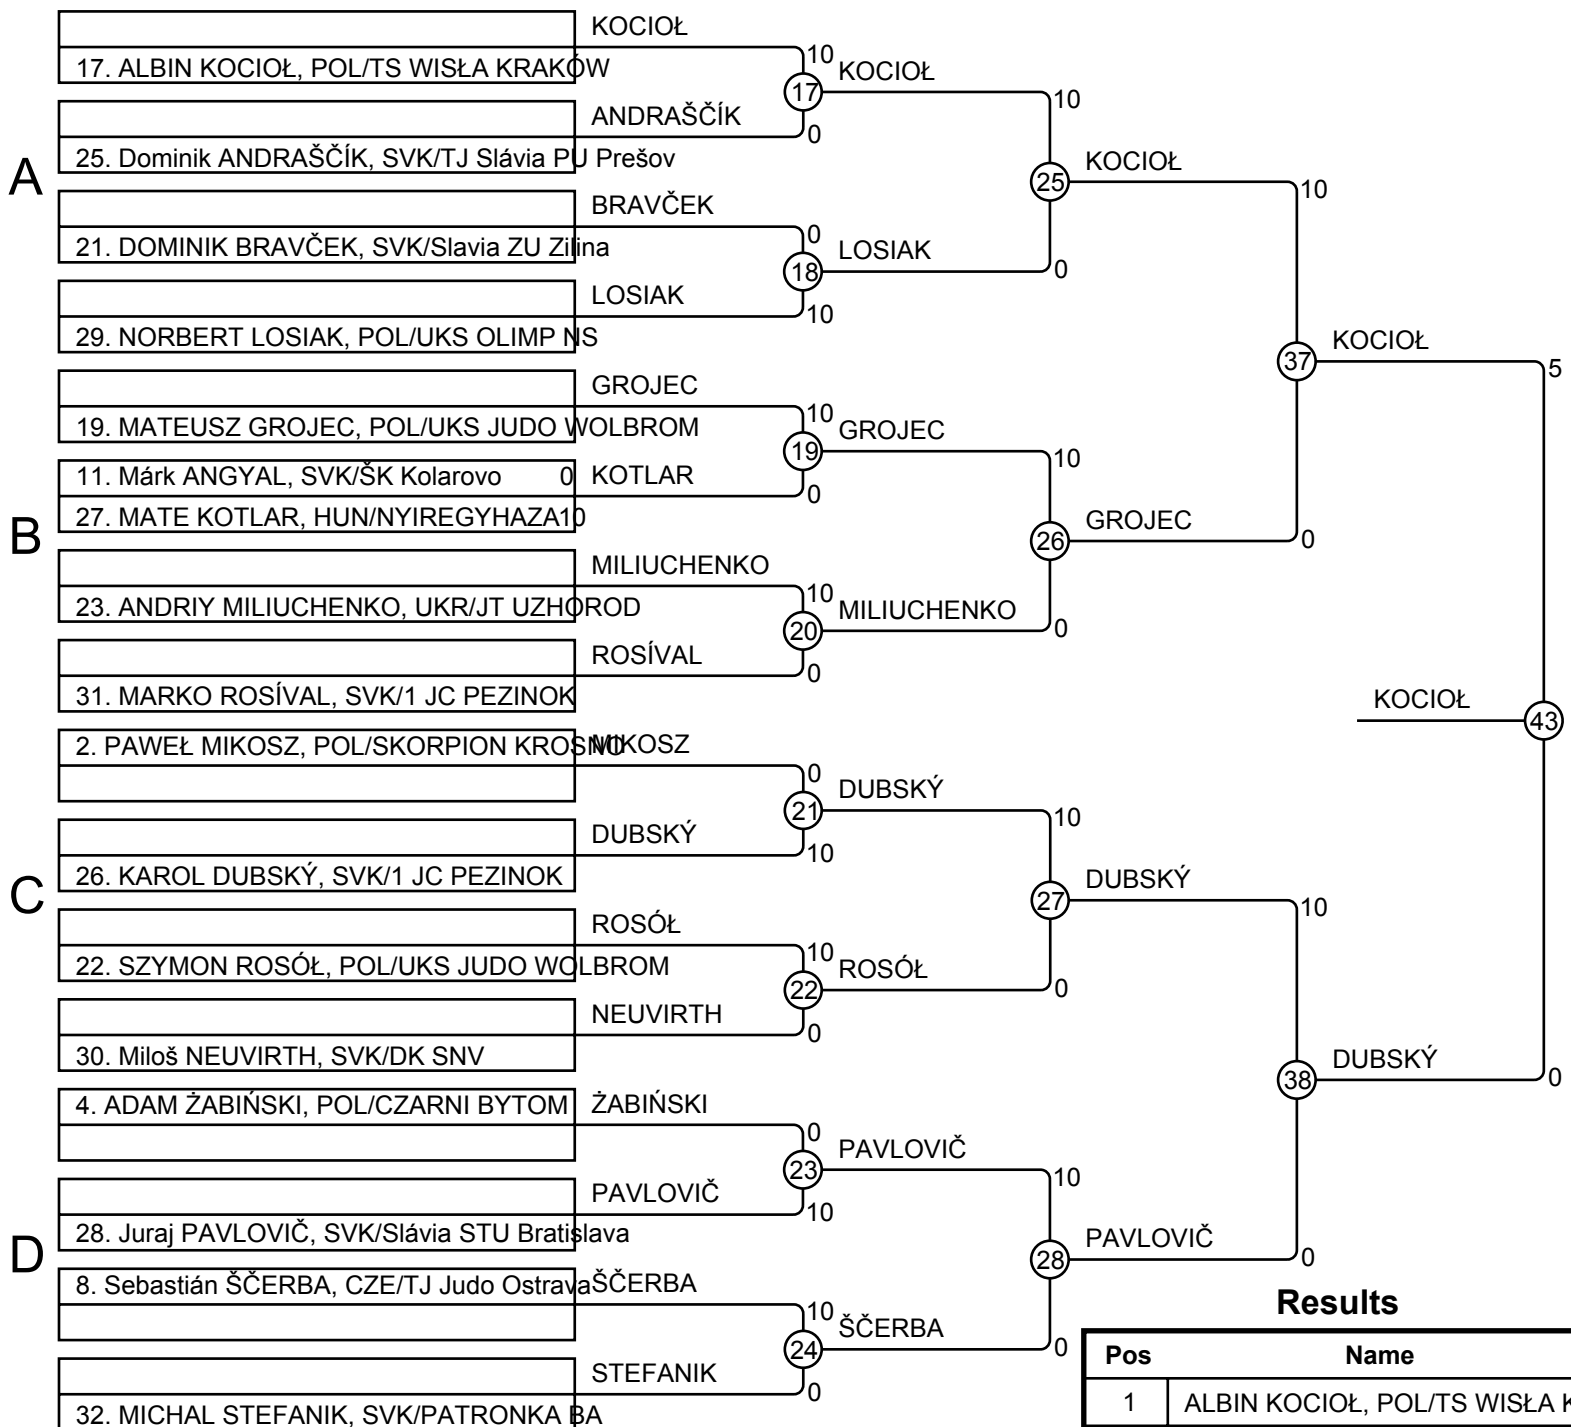 KOCIOŁ
17. ALBIN KOCIOŁ, POL/TS WISŁA KRAKÓW
10
17
KOCIOŁ
10
ANDRAŠČÍK
0
25. Dominik ANDRAŠČÍK, SVK/TJ Slávia PU Prešov
A
25
KOCIOŁ
10
BRAVČEK
0
21. DOMINIK BRAVČEK, SVK/Slavia ZU Zilina
18
LOSIAK
0
LOSIAK
10
29. NORBERT LOSIAK, POL/UKS OLIMP NS
37
KOCIOŁ
5
GROJEC
10
19. MATEUSZ GROJEC, POL/UKS JUDO WOLBROM
19
GROJEC
10
11. Márk ANGYAL, SVK/ŠK Kolarovo 0
KOTLAR
0
27. MATE KOTLAR, HUN/NYIREGYHAZA10
B
26
GROJEC
0
MILIUCHENKO
10
23. ANDRIY MILIUCHENKO, UKR/JT UZHOROD
20
MILIUCHENKO
0
ROSÍVAL
0
31. MARKO ROSÍVAL, SVK/1 JC PEZINOK
KOCIOŁ
43
2. PAWEŁ MIKOSZ, POL/SKORPION KROSNO
MIKOSZ
0
21
DUBSKÝ
10
DUBSKÝ
10
26. KAROL DUBSKÝ, SVK/1 JC PEZINOK
C
27
DUBSKÝ
10
ROSÓŁ
10
22. SZYMON ROSÓŁ, POL/UKS JUDO WOLBROM
22
ROSÓŁ
0
NEUVIRTH
0
30. Miloš NEUVIRTH, SVK/DK SNV
38
DUBSKÝ
0
4. ADAM ŻABIŃSKI, POL/CZARNI BYTOM
ŻABIŃSKI
0
23
PAVLOVIČ
10
PAVLOVIČ
10
28. Juraj PAVLOVIČ, SVK/Slávia STU Bratislava
D
28
PAVLOVIČ
0
8. Sebastián ŠČERBA, CZE/TJ Judo Ostrava
ŠČERBA
10
24
ŠČERBA
0
STEFANIK
0
32. MICHAL STEFANIK, SVK/PATRONKA BA
Results
Pos Name
1 ALBIN KOCIOŁ, POL/TS WISŁA K